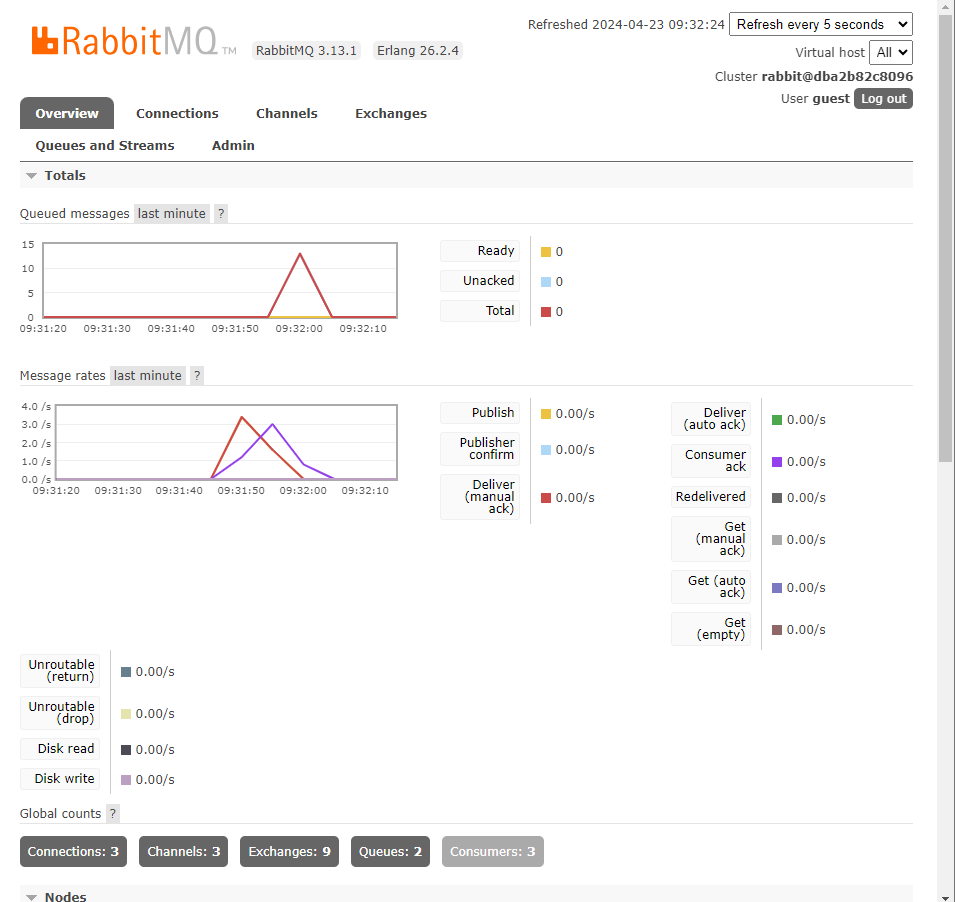 RabbitMQ TM RabbitMQ 3.13.1 Erlang 26.2.4
Refreshed 2024-04-23 09:32:24 Refresh every 5 seconds
Virtual host All
Cluster rabbit@dba2b82c8096
User guest Log out
Overview Connections Channels Exchanges
Queues and Streams Admin
Totals
Queued messages last minute ?
15
10
5
0
09:31:20 09:31:30 09:31:40 09:31:50 09:32:00 09:32:10
Ready 0
Unacked 0
Total 0
Message rates last minute ?
4.0 /s
3.0 /s
2.0 /s
1.0 /s
0.0 /s
09:31:20 09:31:30 09:31:40 09:31:50 09:32:00 09:32:10
Publish 0.00/s
Publisher
confirm 0.00/s
Deliver
(manual
ack) 0.00/s
Deliver
(auto ack) 0.00/s
Consumer
ack 0.00/s
Redelivered 0.00/s
Get
(manual
ack) 0.00/s
Get (auto
ack) 0.00/s
Get
(empty) 0.00/s
Unroutable
(return) 0.00/s
Unroutable
(drop) 0.00/s
Disk read 0.00/s
Disk write 0.00/s
Global counts ?
Connections: 3 Channels: 3 Exchanges: 9 Queues: 2 Consumers: 3
Nodes